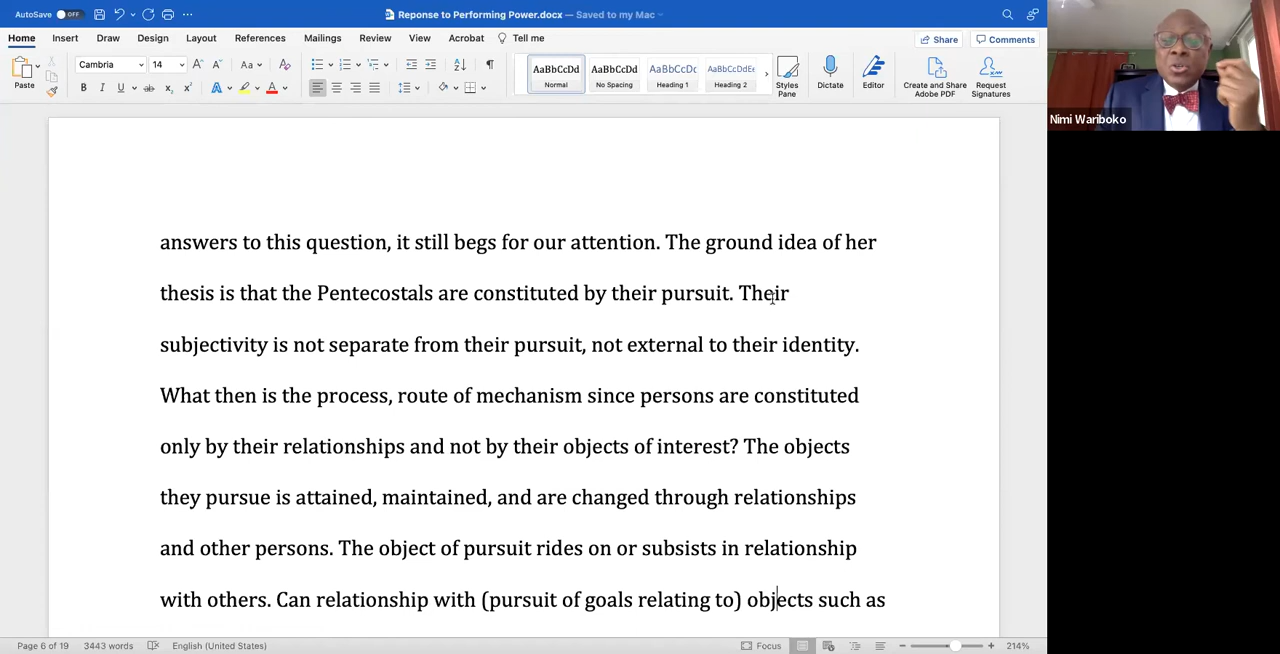 AutoSave OFF
Reponse to Performing Power.docx — Saved to my Mac
Home Insert Draw Design Layout References Mailings Review View Acrobat Tell me
Share Comments
Paste
Cambria 14
AaBbCcDd AaBbCcDd AaBbCcDc AaBbCcDdEe
Normal No Spacing Heading 1 Heading 2
Styles Pane
Dictate
Editor
Create and Share Adobe PDF
Request Signatures
Nimi Wariboko
answers to this question, it still begs for our attention. The ground idea of her
thesis is that the Pentecostals are constituted by their pursuit. Their
subjectivity is not separate from their pursuit, not external to their identity.
What then is the process, route of mechanism since persons are constituted
only by their relationships and not by their objects of interest? The objects
they pursue is attained, maintained, and are changed through relationships
and other persons. The object of pursuit rides on or subsists in relationship
with others. Can relationship with (pursuit of goals relating to) objects such as
Page 6 of 19 3443 words English (United States) Focus 214%